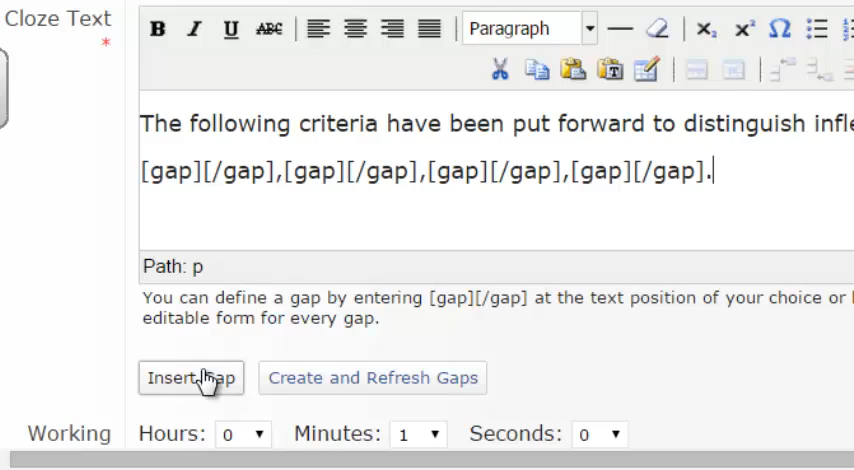 Cloze Text
*
B I U ABC Paragraph
The following criteria have been put forward to distinguish infle
[gap][/gap],[gap][/gap],[gap][/gap],[gap][/gap].
Path: p
You can define a gap by entering [gap][/gap] at the text position of your choice or
editable form for every gap.
Insert Gap Create and Refresh Gaps
Working Hours: 0 Minutes: 1 Seconds: 0